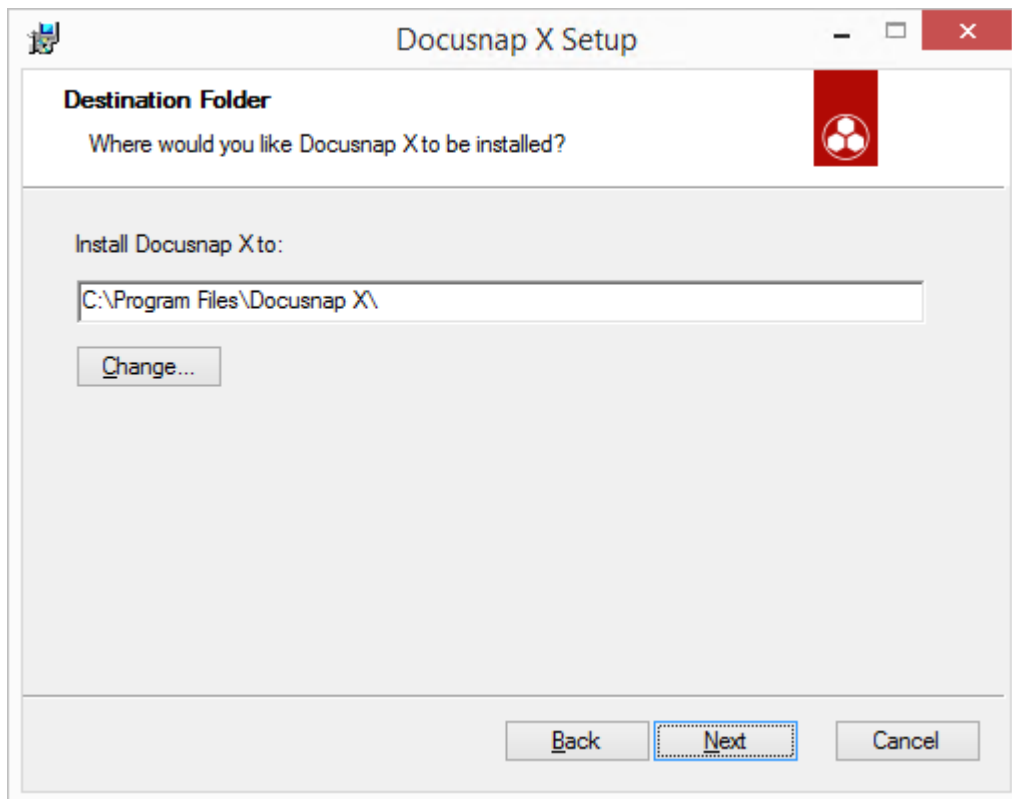 Docusnap X Setup
Destination Folder
Where would you like Docusnap X to be installed?
Install Docusnap X to:
C:\Program Files\Docusnap X\
Change...
Back
Next
Cancel